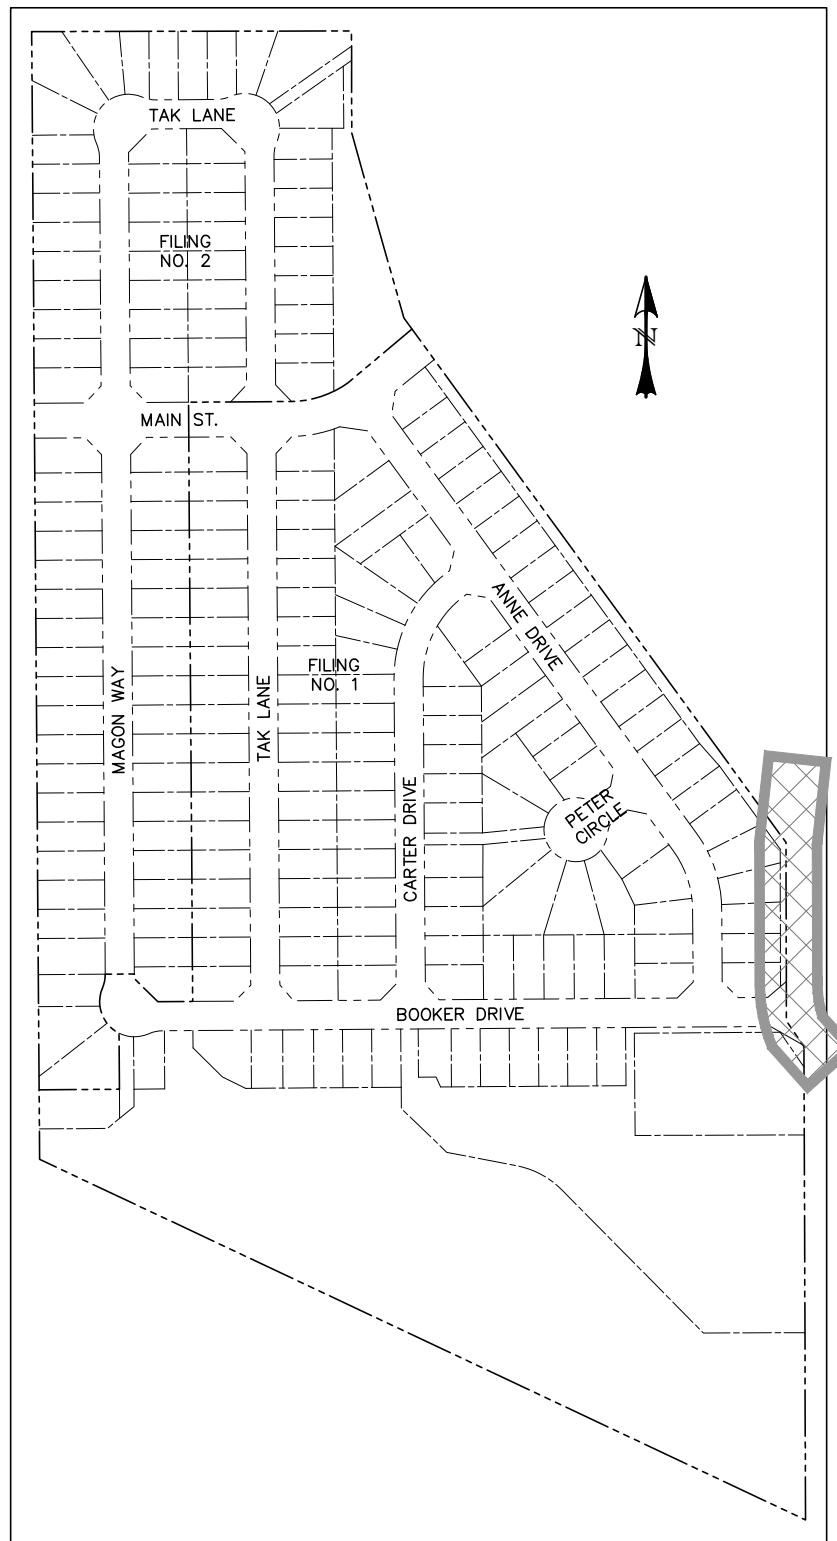 TAK LANE
FILING
NO. 2
N
MAIN ST.
ANNE DRIVE
FILING
NO. 1
MAGON WAY
TAK LANE
CARTER DRIVE
PETER
CIRCLE
BOOKER DRIVE